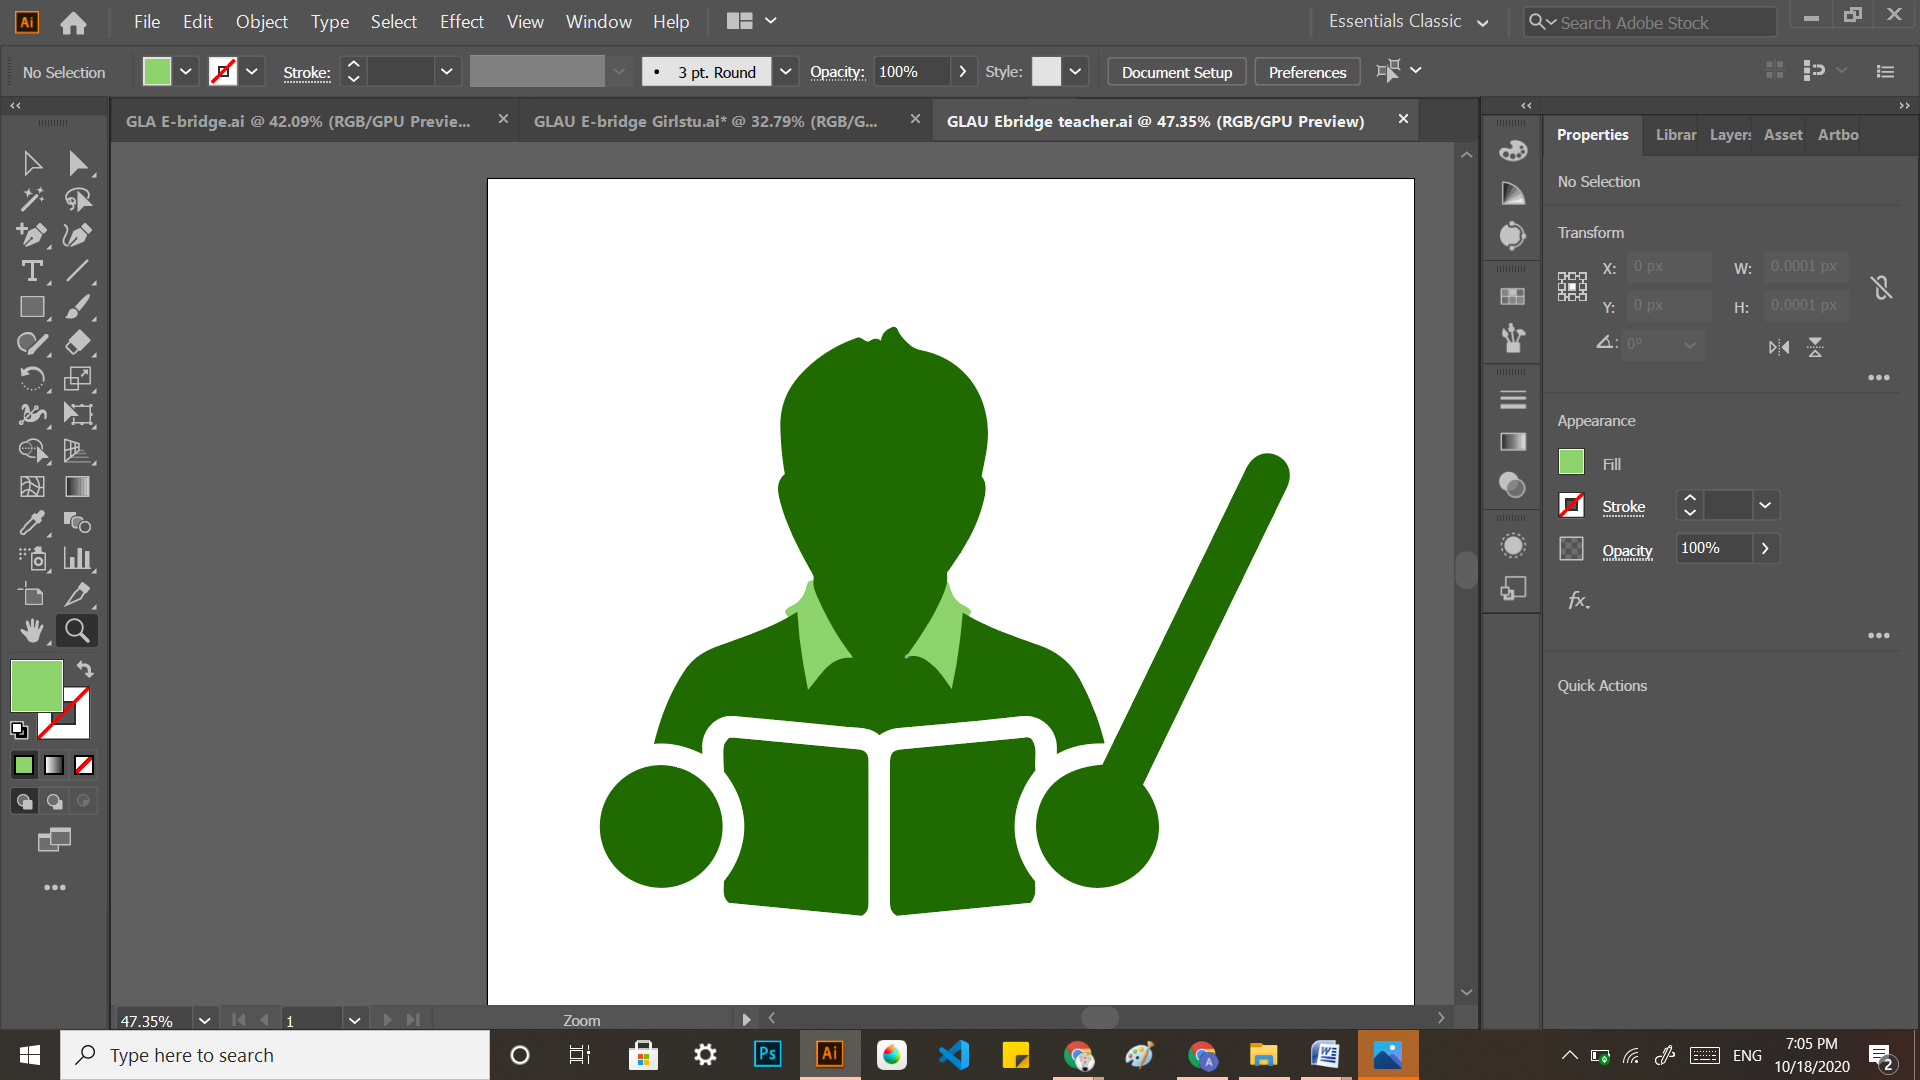 Ai File Edit Object Type Select Effect View Window Help Essentials Classic Search Adobe Stock
No Selection Stroke: 3 pt. Round Opacity: 100% Style: Document Setup Preferences
GLA E-bridge.ai @ 42.09% (RGB/GPU Previe... GLAU E-bridge Girlstu.ai* @ 32.79% (RGB/G... GLAU Ebridge teacher.ai @ 47.35% (RGB/GPU Preview)
Properties Librar Layers Asset Artbo
No Selection
Transform
X: 0 px W: 0.0001 px
Y: 0 px H: 0.0001 px
0°
Appearance
Fill
Stroke
Opacity 100%
fx.
Quick Actions
47.35% 1 Zoom
Type here to search Ps Ai A ENG 7:05 PM
10/18/2020 2